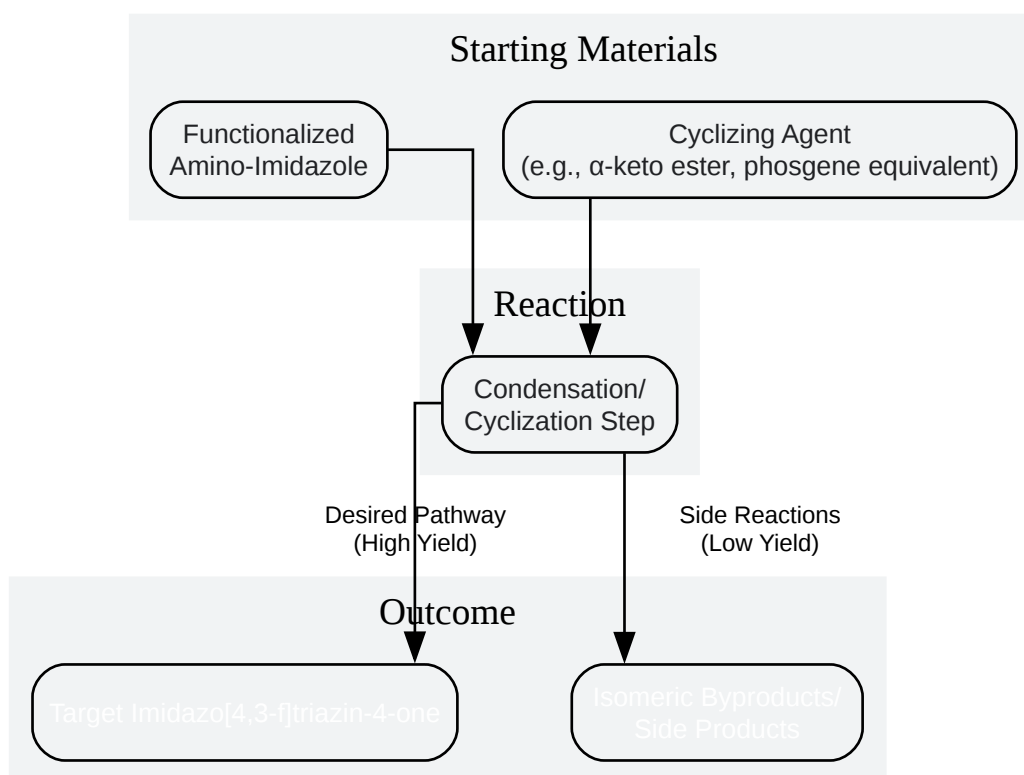 Starting Materials
Functionalized
Amino-Imidazole
Cyclizing Agent
(e.g., α-keto ester, phosgene equivalent)
Reaction
Condensation/
Cyclization Step
Desired Pathway
(High Yield)
Side Reactions
(Low Yield)
Outcome
Target Imidazo[4,3-f]triazin-4-one
Isomeric Byproducts/
Side Products